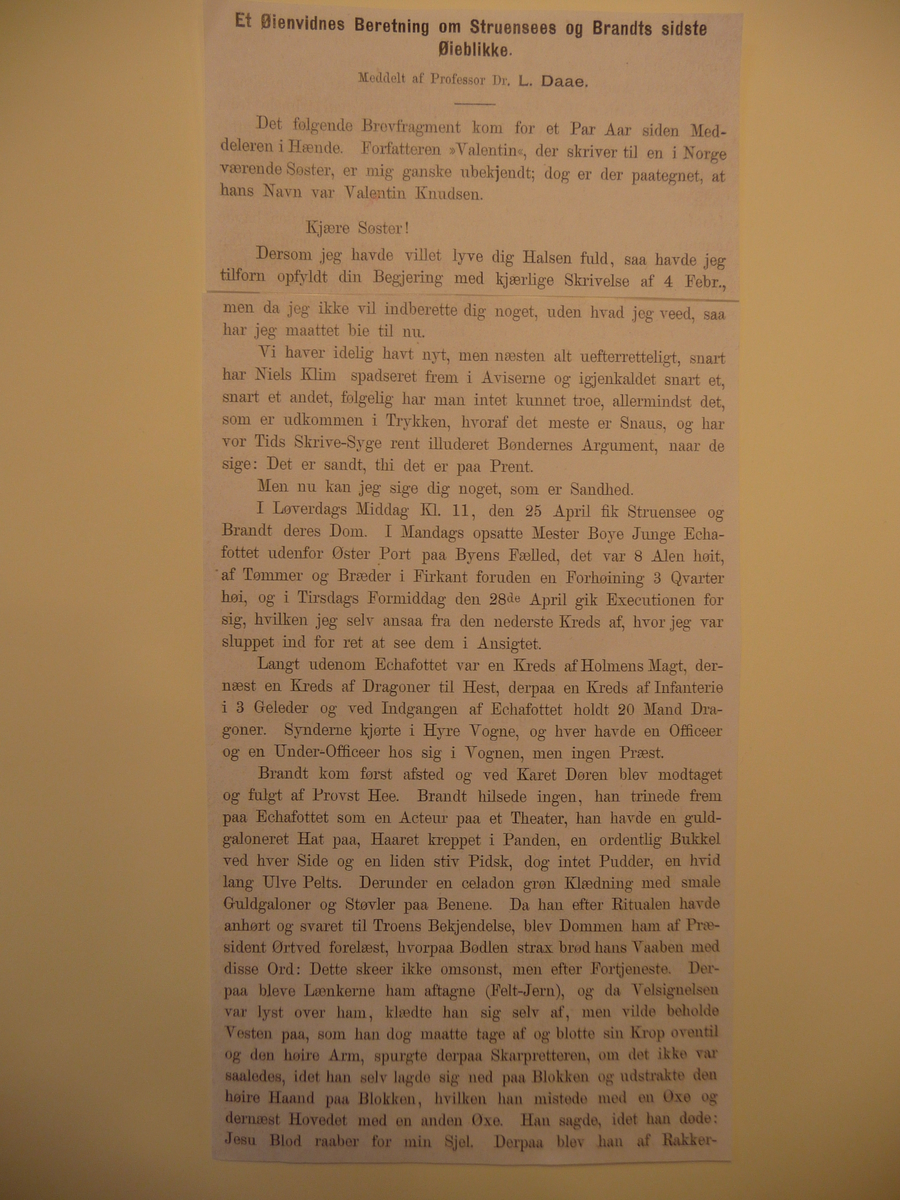 Et Øienvidnes Beretning om Struensees og Brandts sidste
Øieblikke.
Meddelt af Professor Dr. L. Daae.
Det følgende Brevfragment kom for et Par Aar siden Med-
deleren i Hænde. Forfatteren »Valentin«, der skriver til en i Norge
værende Søster, er mig ganske ubekjendt; dog er der paategnet, at
hans Navn var Valentin Knudsen.
Kjære Søster!
Dersom jeg havde villet lyve dig Halsen fuld, saa havde jeg
tilforn opfyldt din Begjering med kjærlige Skrivelse af 4 Febr.,
men da jeg ikke vil indberette dig noget, uden hvad jeg veed, saa
har jeg maattet bie til nu.
Vi haver idelig havt nyt, men næsten alt uefterretteligt, snart
har Niels Klim spadseret frem i Aviserne og igjenkaldet snart et,
snart et andet, følgelig har man intet kunnet troe, allermindst det,
som er udkommen i Trykken, hvoraf det meste er Snaus, og har
vor Tids Skrive-Syge rent illuderet Bøndernes Argument, naar de
sige: Det er sandt, thi det er paa Prent.
Men nu kan jeg sige dig noget, som er Sandhed.
I Løverdags Middag Kl. 11, den 25 April fik Struensee og
Brandt deres Dom. I Mandags opsatte Mester Boye Junge Echa-
fottet udenfor Øster Port paa Byens Fælled, det var 8 Alen høit,
af Tømmer og Bræder i Firkant foruden en Forhøining 3 Qvarter
høi, og i Tirsdags Formiddag den 28de April gik Executionen for
sig, hvilken jeg selv ansaa fra den nederste Kreds af, hvor jeg var
sluppet ind for ret at see dem i Ansigtet.
Langt udenom Echafottet var en Kreds af Holmens Magt, der-
næst en Kreds af Dragoner til Hest, derpaa en Kreds af Infanterie
i 3 Geleder og ved Indgangen af Echafottet holdt 20 Mand Dra-
goner. Synderne kjørte i Hyre Vogne, og hver havde en Officeer
og en Under-Officeer hos sig i Vognen, men ingen Præst.
Brandt kom først afsted og ved Karet Døren blev modtaget
og fulgt af Provst Hee. Brandt hilsede ingen, han trinede frem
paa Echafottet som en Acteur paa et Theater, han havde en guld-
galoneret Hat paa, Haaret kreppet i Panden, en ordentlig Bukkel
ved hver Side og en liden stiv Pidsk, dog intet Pudder, en hvid
lang Ulve Pelts. Derunder en celadon grøn Klædning med smale
Guldgaloner og Støvler paa Benene. Da han efter Ritualen havde
anhørt og svaret til Troens Bekjendelse, blev Dommen ham af Præ-
sident Ørtved forelæst, hvorpaa Bødlen strax brød hans Vaaben med
disse Ord: Dette skeer ikke omsonst, men efter Fortjeneste. Der-
paa bleve Lænkerne ham aftagne (Felt-Jern), og da Velsignelsen
var lyst over ham, klædte han sig selv af, men vilde beholde
Vesten paa, som han dog maatte tage af og blotte sin Krop oventil
og den høire Arm, spurgte derpaa Skarpretteren, om det ikke var
saaledes, idet han selv lagde sig ned paa Blokken og udstrakte den
høire Haand paa Blokken, hvilken han mistede med en Øxe og
dernæst Hovedet med en anden Øxe. Han sagde, idet han døde:
Jesu Blod raaber for min Sjel. Derpaa blev han af Rakker-